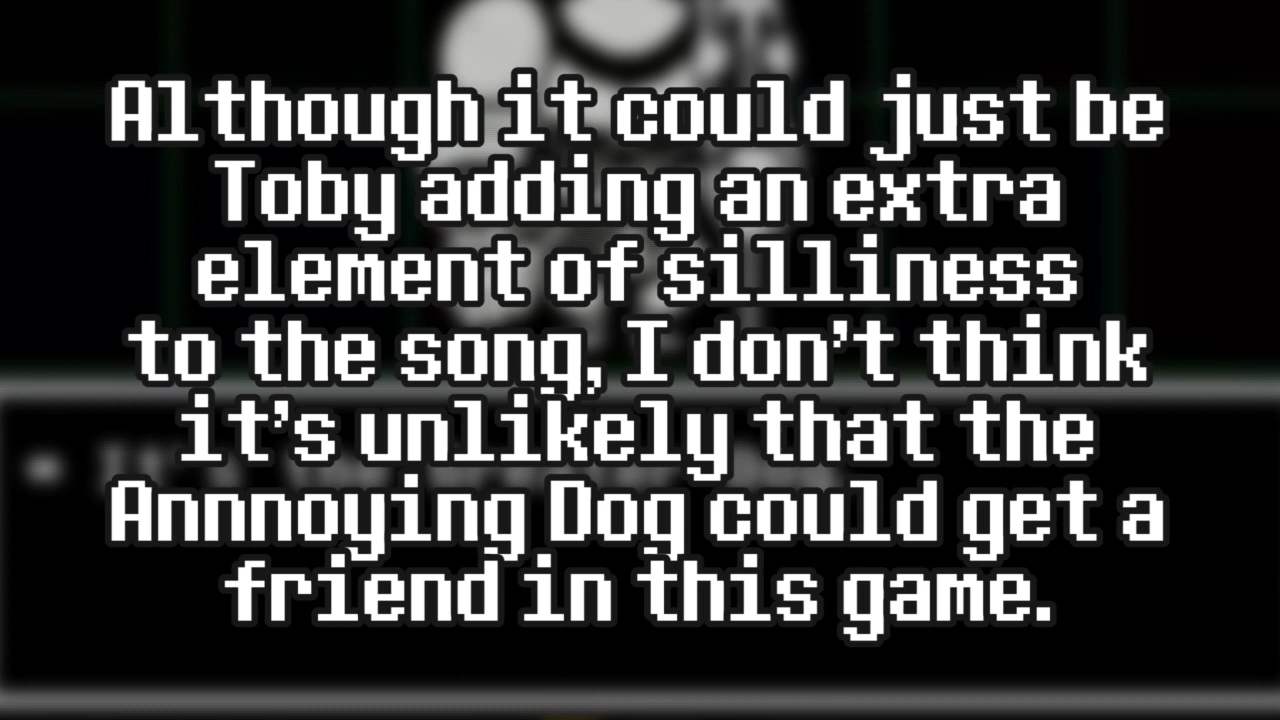 Although it could just be
Toby adding an extra
element of silliness
to the song, I don't think
it's unlikely that the
Annnoying Dog could get a
friend in this game.